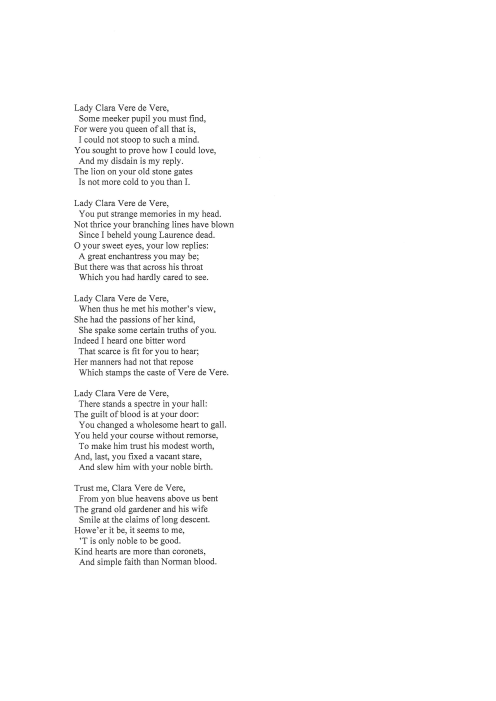 Lady Clara Vere de Vere,
Some meeker pupil you must find,
For were you queen of all that is,
I could not stoop to such a mind.
You sought to prove how I could love,
And my disdain is my reply.
The lion on your old stone gates
Is not more cold to you than I.

Lady Clara Vere de Vere,
You put strange memories in my head.
Not thrice your branching lines have blown
Since I beheld young Laurence dead.
O your sweet eyes, your low replies:
A great enchantress you may be;
But there was that across his throat
Which you had hardly cared to see.

Lady Clara Vere de Vere,
When thus he met his mother's view,
She had the passions of her kind,
She spake some certain truths of you.
Indeed I heard one bitter word
That scarce is fit for you to hear;
Her manners had not that repose
Which stamps the caste of Vere de Vere.

Lady Clara Vere de Vere,
There stands a spectre in your hall:
The guilt of blood is at your door:
You changed a wholesome heart to gall.
You held your course without remorse,
To make him trust his modest worth,
And, last, you fixed a vacant stare,
And slew him with your noble birth.

Trust me, Clara Vere de Vere,
From yon blue heavens above us bent
The grand old gardener and his wife
Smile at the claims of long descent.
Howe'er it be, it seems to me,
'T is only noble to be good.
Kind hearts are more than coronets,
And simple faith than Norman blood.